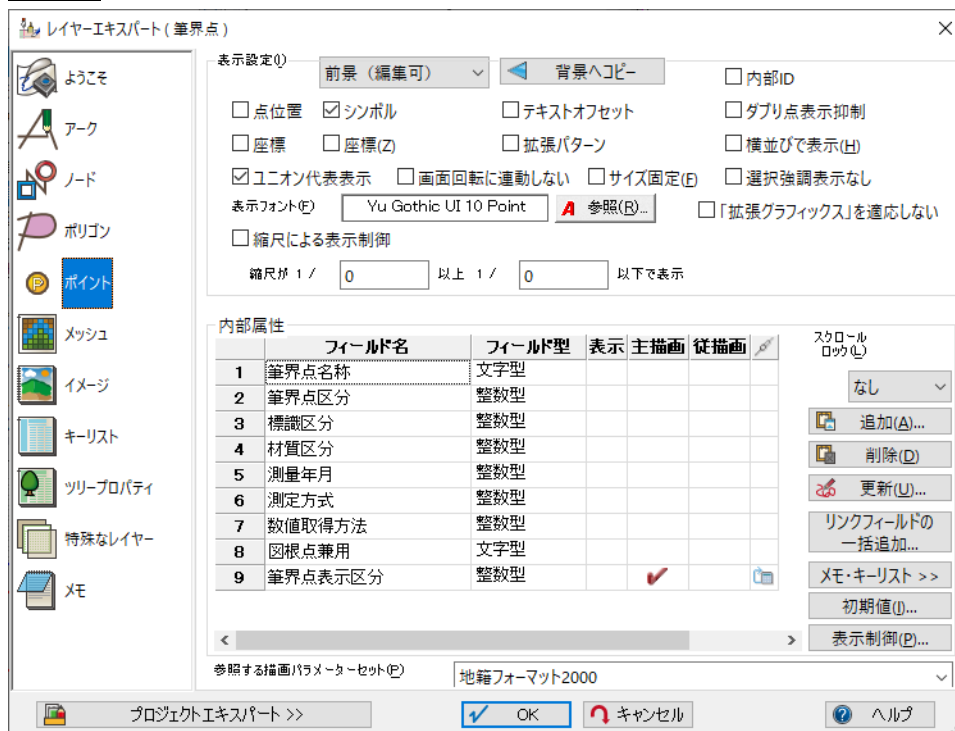 レイヤーエキスパート ( 筆界点 )
ようこそ
アーク
ノード
ポリゴン
ポイント
メッシュ
イメージ
キーリスト
ツリープロパティ
特殊なレイヤー
メモ
表示設定(I)
前景（編集可）
背景へコピー
内部ID
点位置 シンボル テキストオフセット ダブり点表示抑制
座標 座標(Z) 拡張パターン 横並びで表示(H)
ユニオン代表表示 画面回転に連動しない サイズ固定(F) 選択強調表示なし
表示フォント(F) Yu Gothic UI 10 Point A 参照(R)... 「拡張グラフィックス」を適応しない
縮尺による表示制御
縮尺が 1 / 0 以上 1 / 0 以下で表示
内部属性
フィールド名 フィールド型 表示 主描画 従描画
1 筆界点名称 文字型
2 筆界点区分 整数型
3 標識区分 整数型
4 材質区分 整数型
5 測量年月 整数型
6 測定方式 整数型
7 数値取得方法 整数型
8 図根点兼用 文字型
9 筆界点表示区分 整数型
スクロール
ロック(L)
なし
追加(A)...
削除(D)
更新(U)...
リンクフィールドの
一括追加...
メモ・キーリスト >>
初期値(I)...
表示制御(P)...
参照する描画パラメーターセット(P) 地籍フォーマット2000
プロジェクトエキスパート >> OK キャンセル ヘルプ